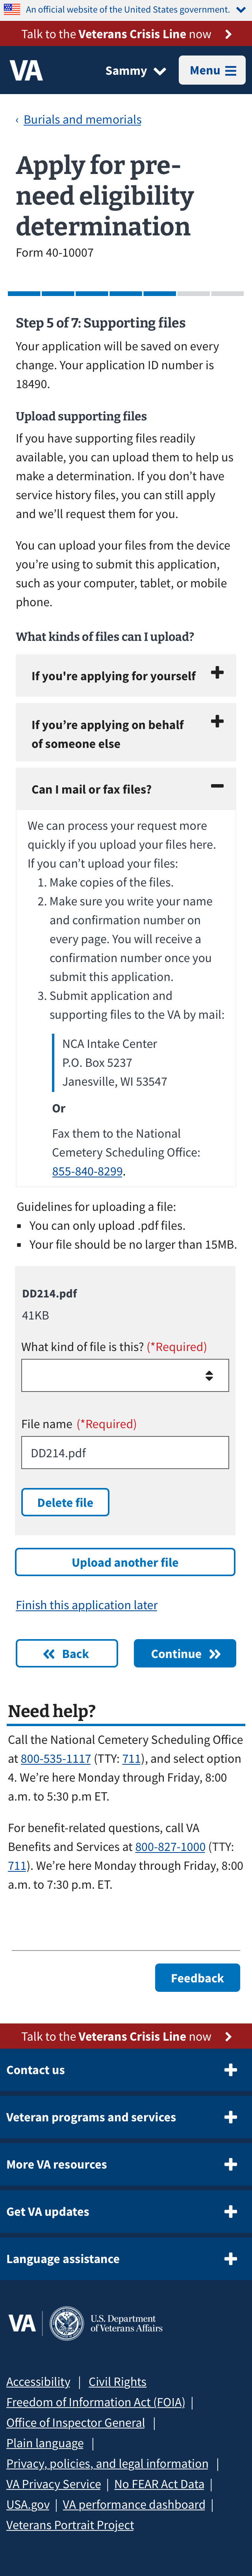 An official website of the United States government.
Talk to the Veterans Crisis Line now
VA Sammy Menu
‹ Burials and memorials
Apply for pre-
need eligibility
determination
Form 40-10007
Step 5 of 7: Supporting files
Your application will be saved on every
change. Your application ID number is
18490.
Upload supporting files
If you have supporting files readily
available, you can upload them to help us
make a determination. If you don’t have
service history files, you can still apply
and we’ll request them for you.
You can upload your files from the device
you’re using to submit this application,
such as your computer, tablet, or mobile
phone.
What kinds of files can I upload?
If you're applying for yourself
If you’re applying on behalf
of someone else
Can I mail or fax files?
We can process your request more
quickly if you upload your files here.
If you can’t upload your files:
1. Make copies of the files.
2. Make sure you write your name
and confirmation number on
every page. You will receive a
confirmation number once you
submit this application.
3. Submit application and
supporting files to the VA by mail:
NCA Intake Center
P.O. Box 5237
Janesville, WI 53547
Or
Fax them to the National
Cemetery Scheduling Office:
855-840-8299.
Guidelines for uploading a file:
▪ You can only upload .pdf files.
▪ Your file should be no larger than 15MB.
DD214.pdf
41KB
What kind of file is this? (*Required)
File name (*Required)
DD214.pdf
Delete file
Upload another file
Finish this application later
Back Continue
Need help?
Call the National Cemetery Scheduling Office
at 800-535-1117 (TTY: 711), and select option
4. We’re here Monday through Friday, 8:00
a.m. to 5:30 p.m ET.
For benefit-related questions, call VA
Benefits and Services at 800-827-1000 (TTY:
711). We’re here Monday through Friday, 8:00
a.m. to 7:30 p.m. ET.
Feedback
Talk to the Veterans Crisis Line now
Contact us
Veteran programs and services
More VA resources
Get VA updates
Language assistance
VA U.S. Department
of Veterans Affairs
Accessibility | Civil Rights
Freedom of Information Act (FOIA) |
Office of Inspector General |
Plain language |
Privacy, policies, and legal information |
VA Privacy Service | No FEAR Act Data |
USA.gov | VA performance dashboard |
Veterans Portrait Project